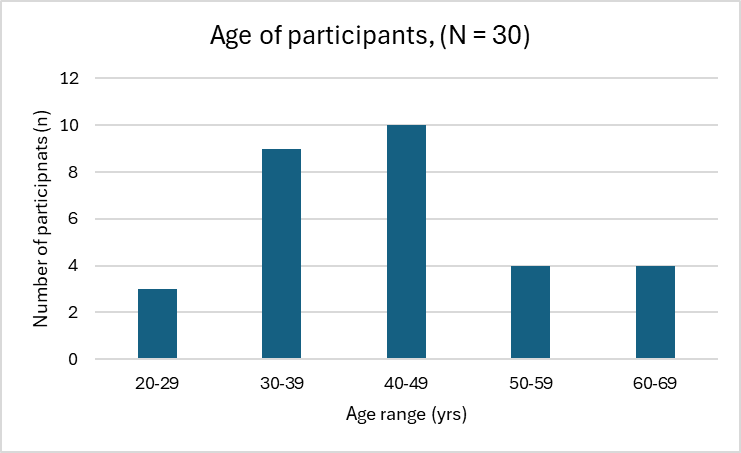 Age of participants, (N = 30)
Number of participnats (n)
12
10
8
6
4
2
0
20-29 30-39 40-49 50-59 60-69
Age range (yrs)